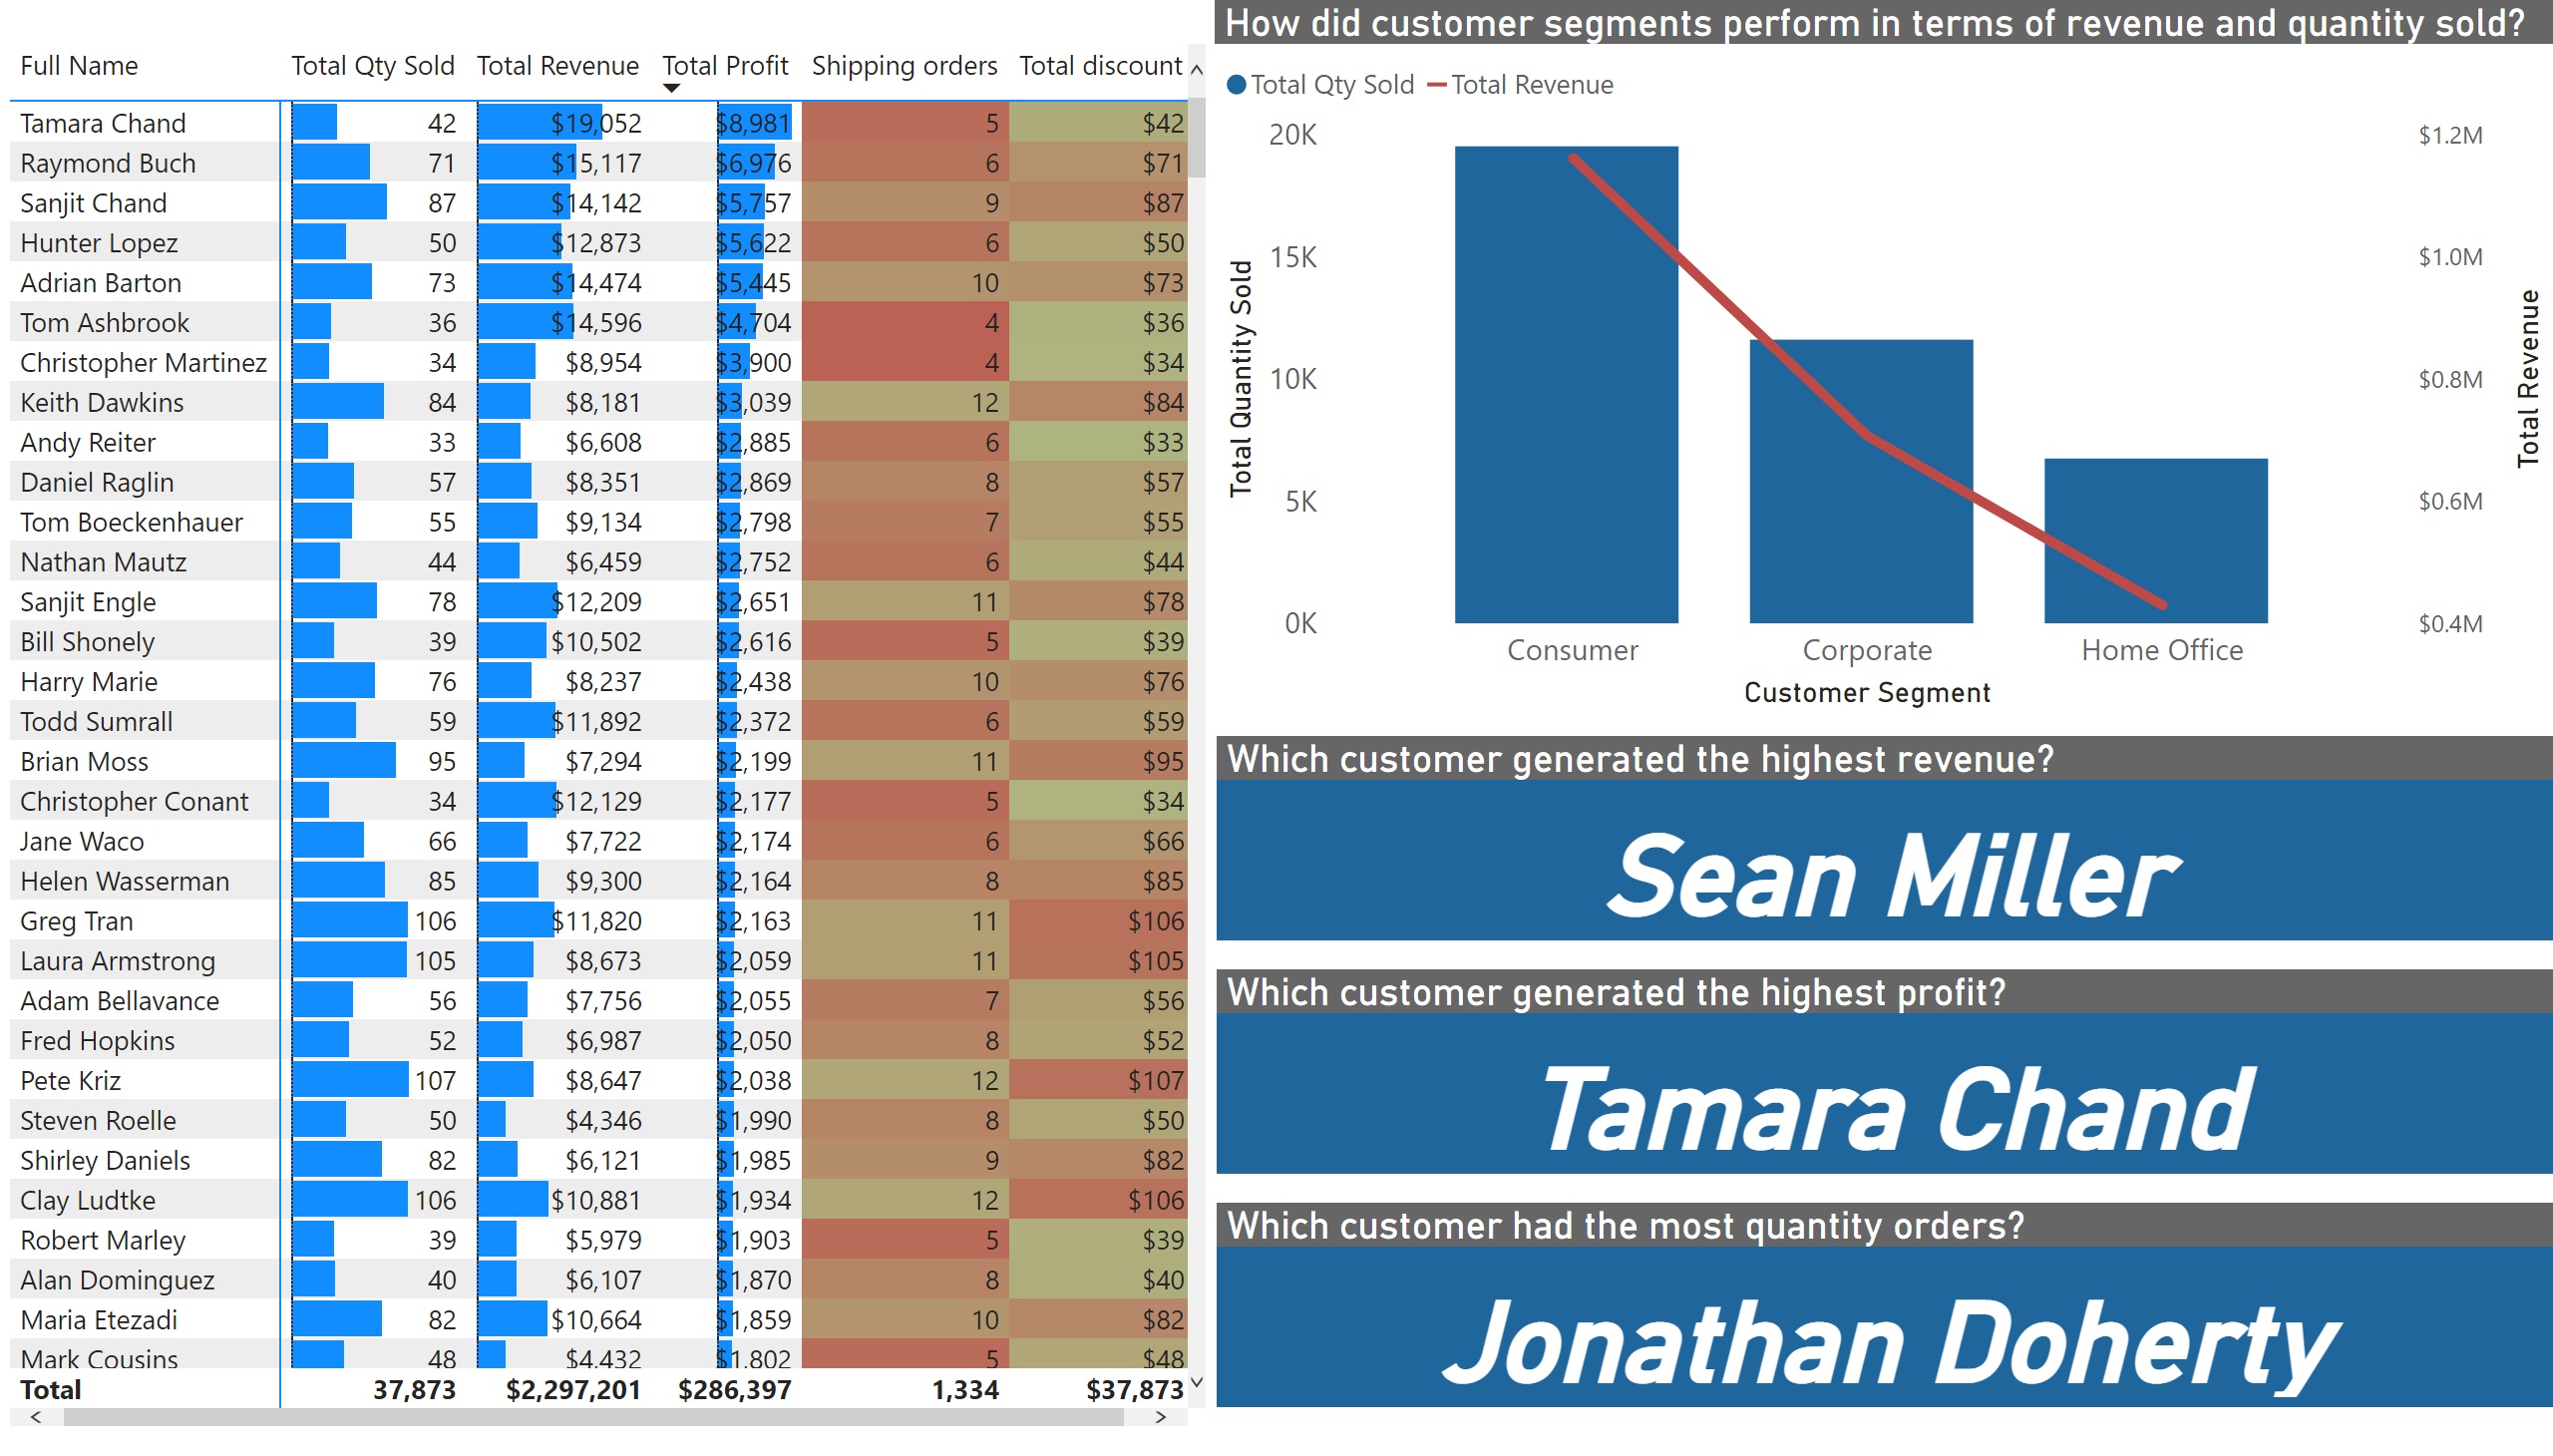 Full Name Total Qty Sold Total Revenue Total Profit Shipping orders Total discount
Tamara Chand 42 $19,052 $8,981 5 $42
Raymond Buch 71 $15,117 $6,976 6 $71
Sanjit Chand 87 $14,142 $5,757 9 $87
Hunter Lopez 50 $12,873 $5,622 6 $50
Adrian Barton 73 $14,474 $5,445 10 $73
Tom Ashbrook 36 $14,596 $4,704 4 $36
Christopher Martinez 34 $8,954 $3,900 4 $34
Keith Dawkins 84 $8,181 $3,039 12 $84
Andy Reiter 33 $6,608 $2,885 6 $33
Daniel Raglin 57 $8,351 $2,869 8 $57
Tom Boeckenhauer 55 $9,134 $2,798 7 $55
Nathan Mautz 44 $6,459 $2,752 6 $44
Sanjit Engle 78 $12,209 $2,651 11 $78
Bill Shonely 39 $10,502 $2,616 5 $39
Harry Marie 76 $8,237 $2,438 10 $76
Todd Sumrall 59 $11,892 $2,372 6 $59
Brian Moss 95 $7,294 $2,199 11 $95
Christopher Conant 34 $12,129 $2,177 5 $34
Jane Waco 66 $7,722 $2,174 6 $66
Helen Wasserman 85 $9,300 $2,164 8 $85
Greg Tran 106 $11,820 $2,163 11 $106
Laura Armstrong 105 $8,673 $2,059 11 $105
Adam Bellavance 56 $7,756 $2,055 7 $56
Fred Hopkins 52 $6,987 $2,050 8 $52
Pete Kriz 107 $8,647 $2,038 12 $107
Steven Roelle 50 $4,346 $1,990 8 $50
Shirley Daniels 82 $6,121 $1,985 9 $82
Clay Ludtke 106 $10,881 $1,934 12 $106
Robert Marley 39 $5,979 $1,903 5 $39
Alan Dominguez 40 $6,107 $1,870 8 $40
Maria Etezadi 82 $10,664 $1,859 10 $82
Mark Cousins 48 $4,432 $1,802 5 $48
Total 37,873 $2,297,201 $286,397 1,334 $37,873
How did customer segments perform in terms of revenue and quantity sold?
Total Qty Sold Total Revenue
20K
15K
10K
5K
0K
Total Quantity Sold
$1.2M
$1.0M
$0.8M
$0.6M
$0.4M
Total Revenue
Consumer Corporate Home Office
Customer Segment
Which customer generated the highest revenue?
Sean Miller
Which customer generated the highest profit?
Tamara Chand
Which customer had the most quantity orders?
Jonathan Doherty